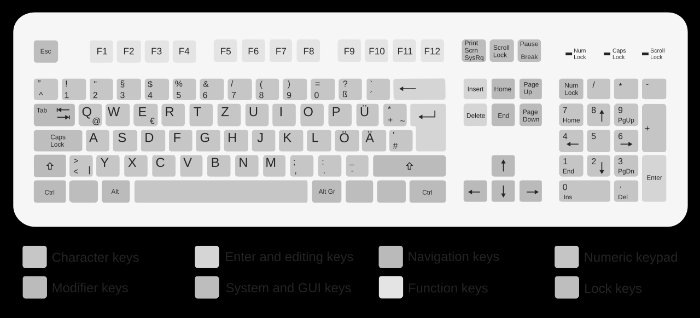 Esc F1 F2 F3 F4 F5 F6 F7 F8 F9 F10 F11 F12
Print Scrn SysRq
Scroll Lock
Pause Break
Num Lock
Caps Lock
Scroll Lock
° ^ ! 1 " 2 § 3 $ 4 % 5 & 6 / 7 ( 8 ) 9 = 0 ? ß ` ´ ←
Insert Home Page Up
Num Lock / * -
Tab Q @ W E € R T Z U I O P Ü * + ~
Delete End Page Down
7 Home 8 ↑ 9 PgUp +
Caps Lock A S D F G H J K L Ö Ä ' #
4 ← 5 6 →
⇧ > < | Y X C V B N M ; , : . _ - ⇧
↑
1 End 2 ↓ 3 PgDn Enter
Ctrl Alt Alt Gr Ctrl
← ↓ →
0 Ins . Del
Character keys Enter and editing keys Navigation keys Numeric keypad
Modifier keys System and GUI keys Function keys Lock keys